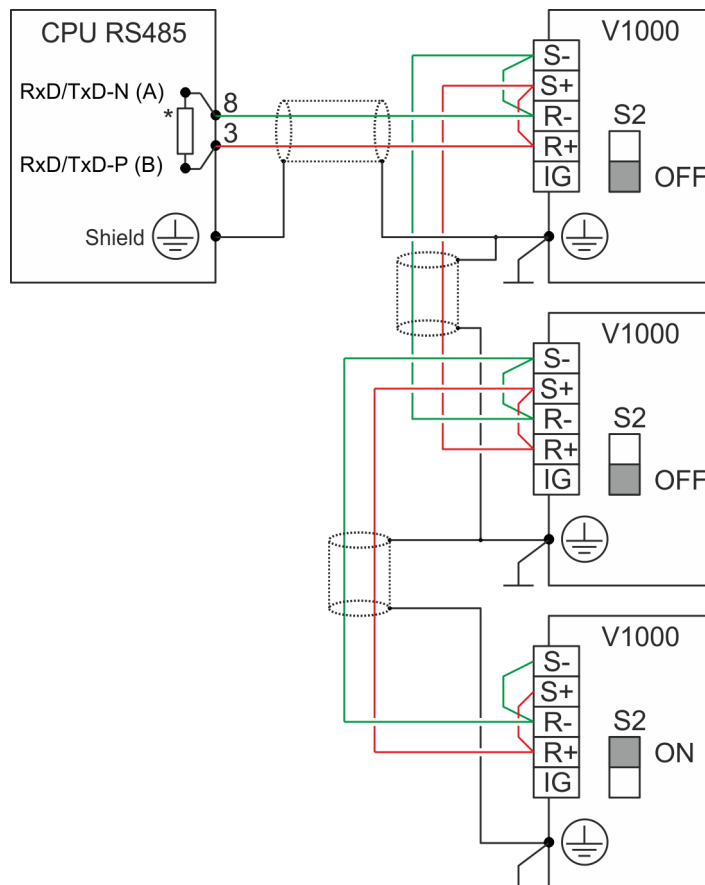 CPU RS485
RxD/TxD-N (A)
8
*
3
RxD/TxD-P (B)
Shield
V1000
S-
S+
R-
R+
IG
S2
OFF
V1000
S-
S+
R-
R+
IG
S2
OFF
V1000
S-
S+
R-
R+
IG
S2
ON